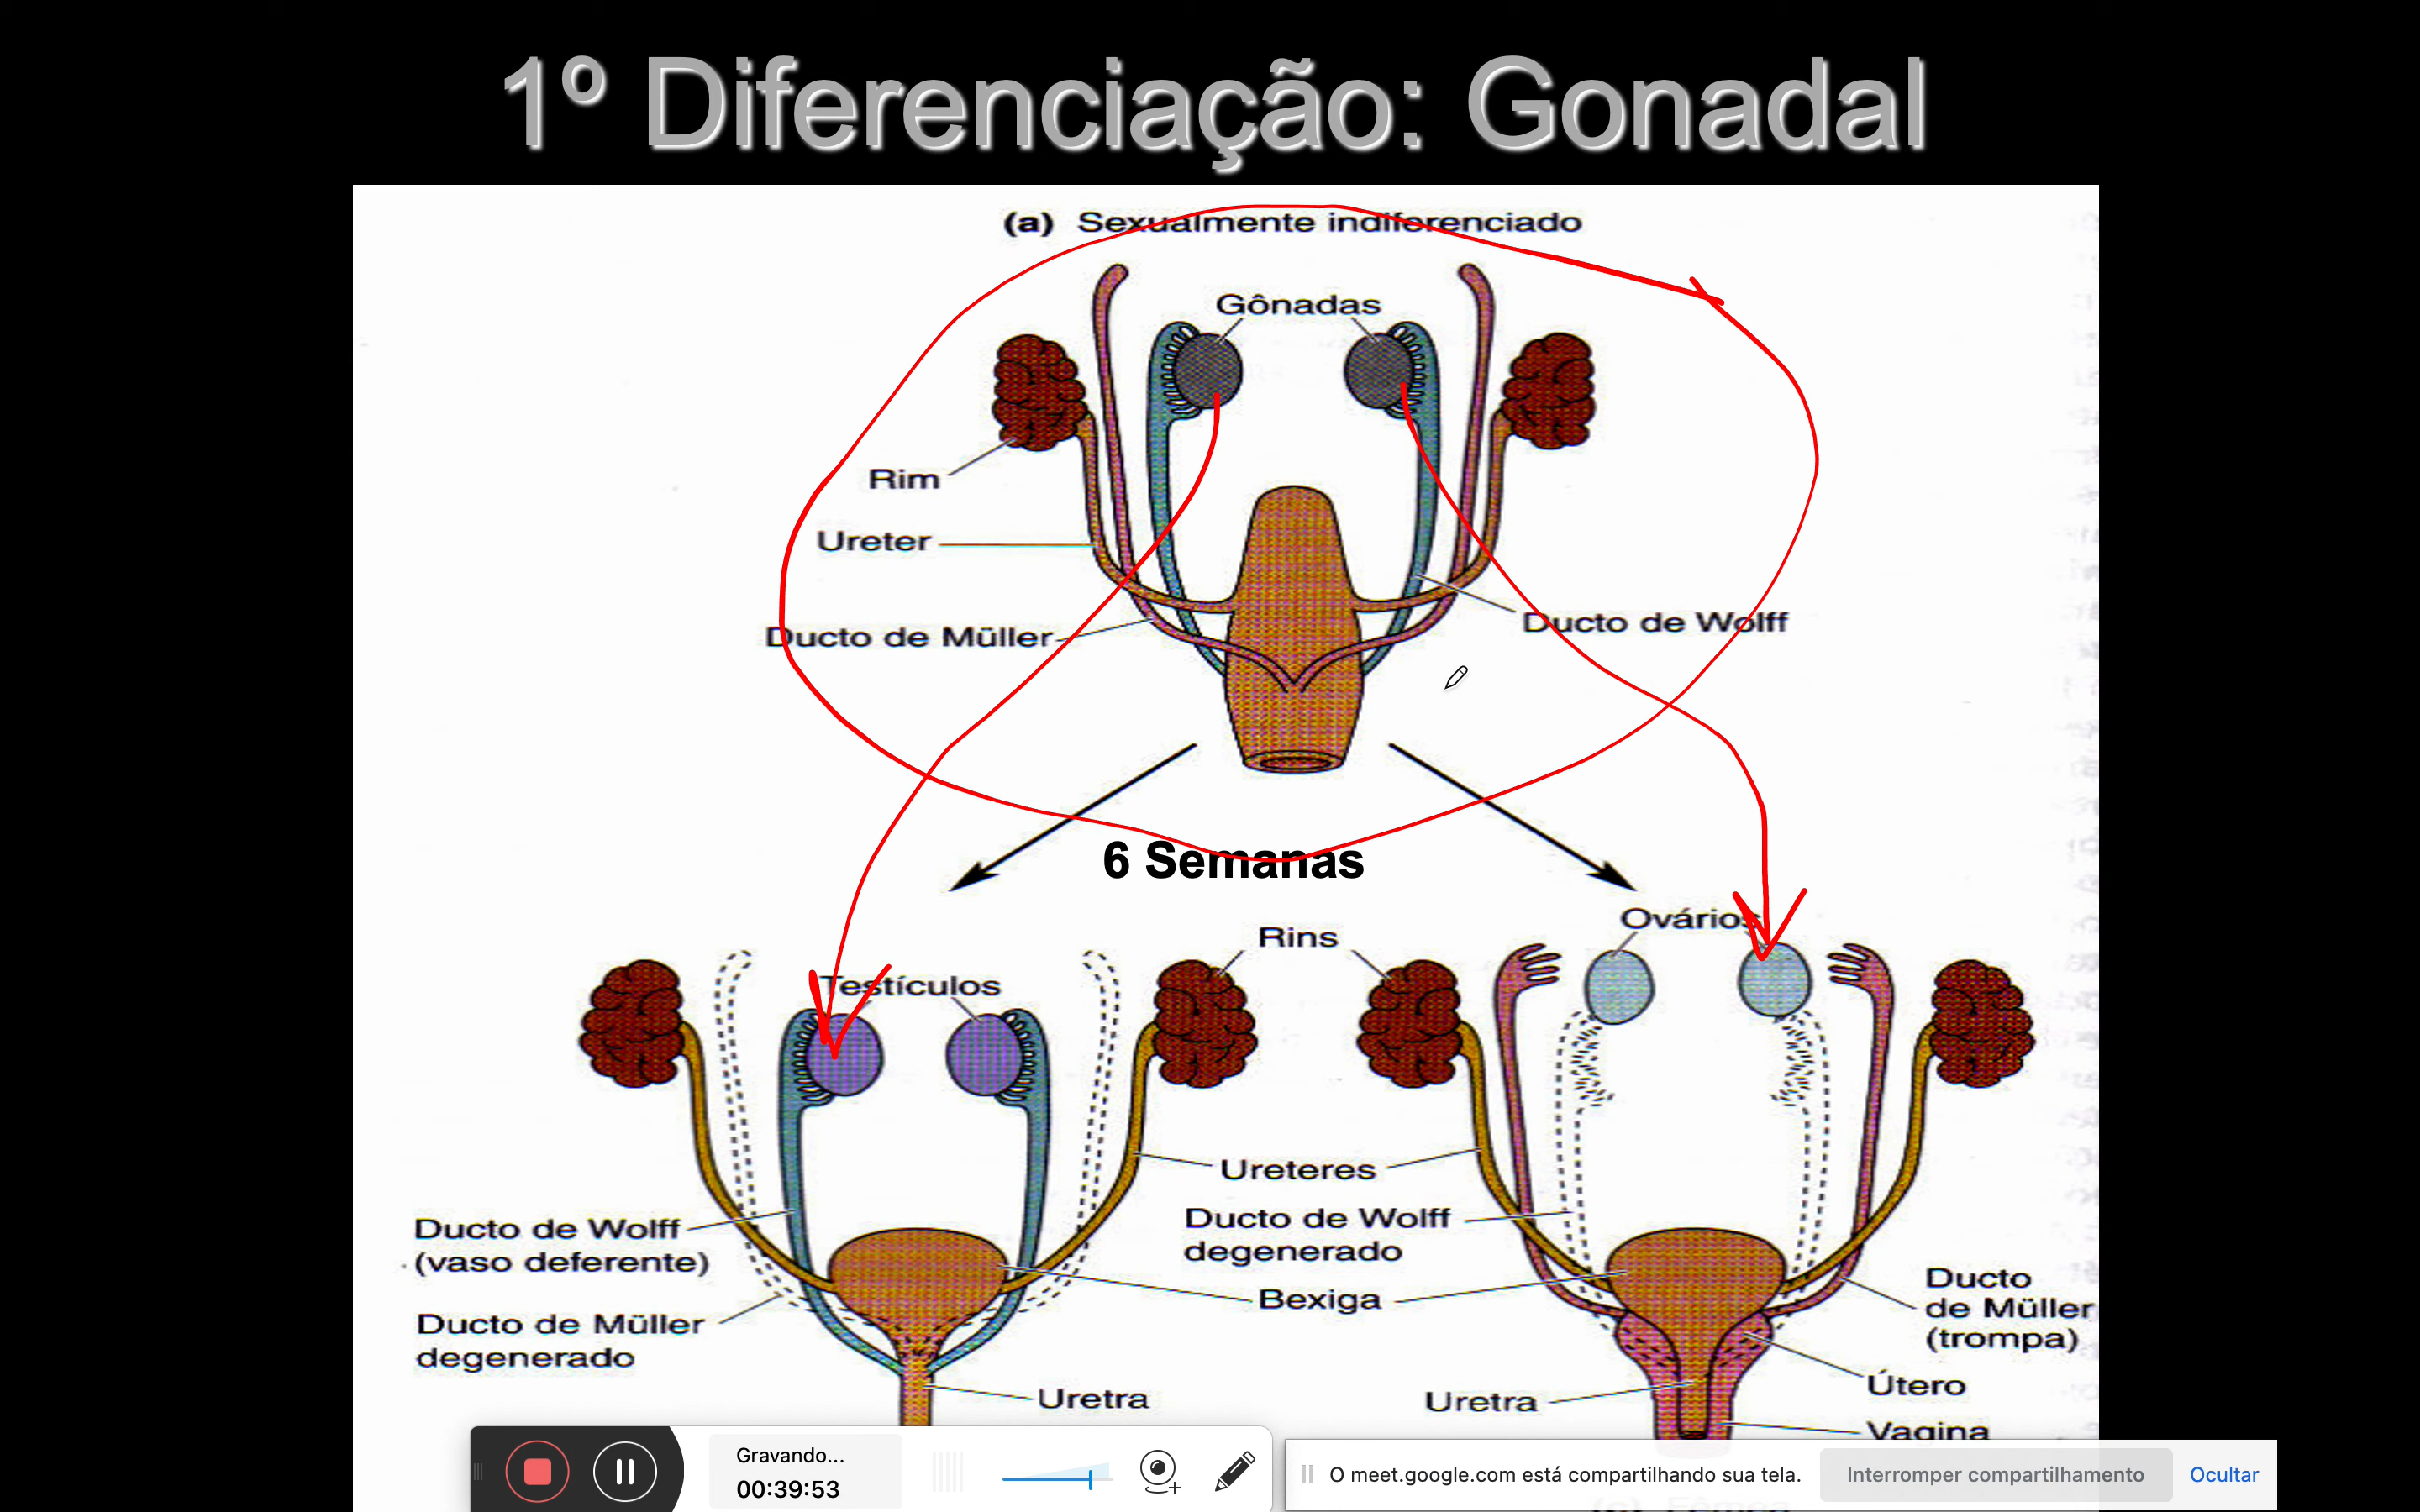 1º Diferenciação: Gonadal
(a) Sexualmente indiferenciado
Gônadas
Rim
Ureter
Ducto de Müller
Ducto de Wolff
6 Semanas
Ovários
Rins
Testículos
Ureteres
Ducto de Wolff
(vaso deferente)
Ducto de Wolff
degenerado
Bexiga
Ducto
de Müller
(trompa)
Ducto de Müller
degenerado
Útero
Uretra
Uretra
Vagina
Gravando...
00:39:53
O meet.google.com está compartilhando sua tela.
Interromper compartilhamento
Ocultar